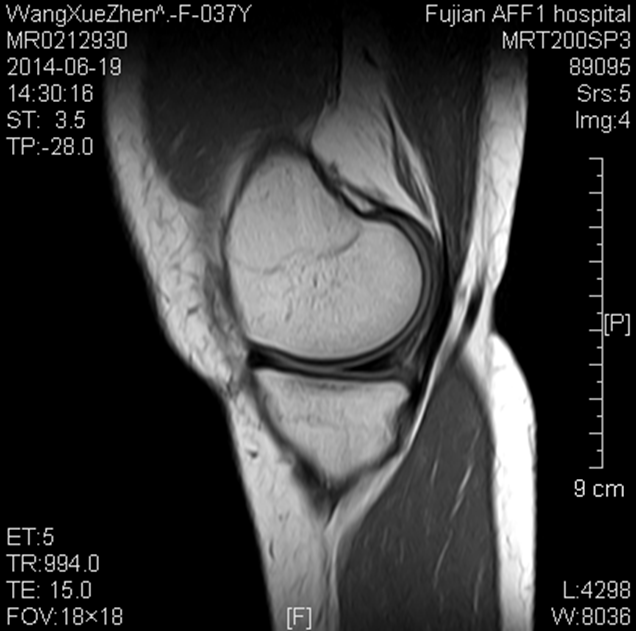 WangXueZhen^.-F-037Y
MR0212930
2014-06-19
14:30:16
ST: 3.5
TP:-28.0
Fujian AFF1 hospital
MRT200SP3
89095
Srs:5
Img:4
[P]
9 cm
ET:5
TR:994.0
TE: 15.0
FOV:18×18
[F]
L:4298
W:8036